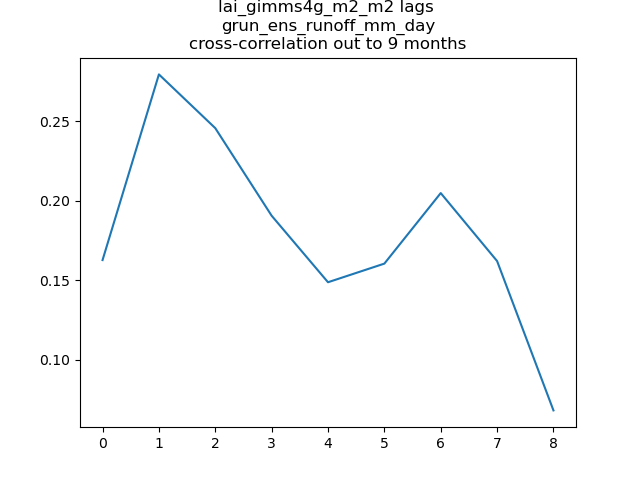 lai_gimms4g_m2_m2 lags
grun_ens_runoff_mm_day
cross-correlation out to 9 months
0.25
0.20
0.15
0.10
0 1 2 3 4 5 6 7 8